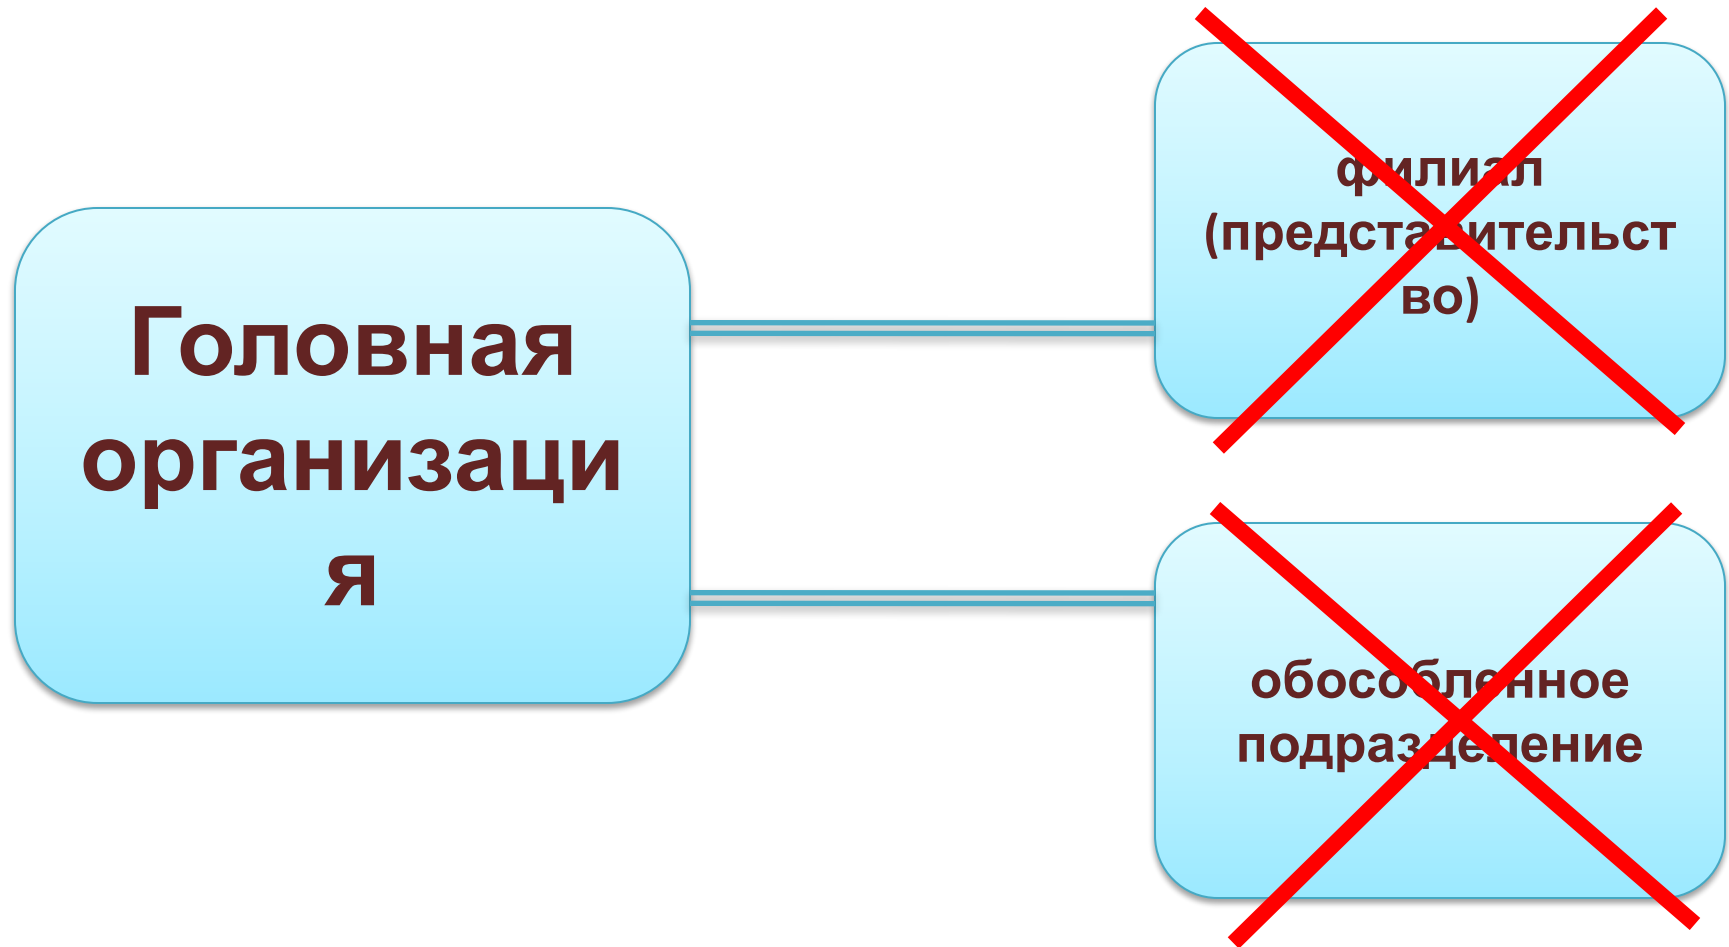 Головная
организаци
я
филиал
(представительст
во)
обособленное
подразделение